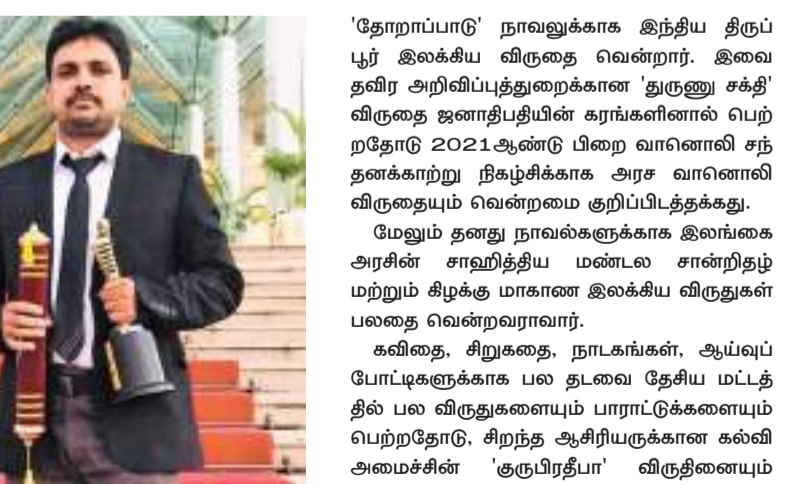 'தோறாப்பாடு' நாவலுக்காக இந்திய திருப்
பூர் இலக்கிய விருதை வென்றார். இவை
தவிர அறிவிப்புத்துறைக்கான 'துருணு சக்தி'
விருதை ஜனாதிபதியின் கரங்களினால் பெற்
றதோடு 2021ஆண்டு பிறை வானொலி சந்
தனக்காற்று நிகழ்சிக்காக அரச வானொலி
விருதையும் வென்றமை குறிப்பிடத்தக்கது.
மேலும் தனது நாவல்களுக்காக இலங்கை
அரசின் சாஹித்திய மண்டல சான்றிதழ்
மற்றும் கிழக்கு மாகாண இலக்கிய விருதுகள்
பலதை வென்றவராவார்.
கவிதை, சிறுகதை, நாடகங்கள், ஆய்வுப்
போட்டிகளுக்காக பல தடவை தேசிய மட்டத்
தில் பல விருதுகளையும் பாராட்டுக்களையும்
பெற்றதோடு, சிறந்த ஆசிரியருக்கான கல்வி
அமைச்சின் 'குருபிரதீபா' விருதினையும்